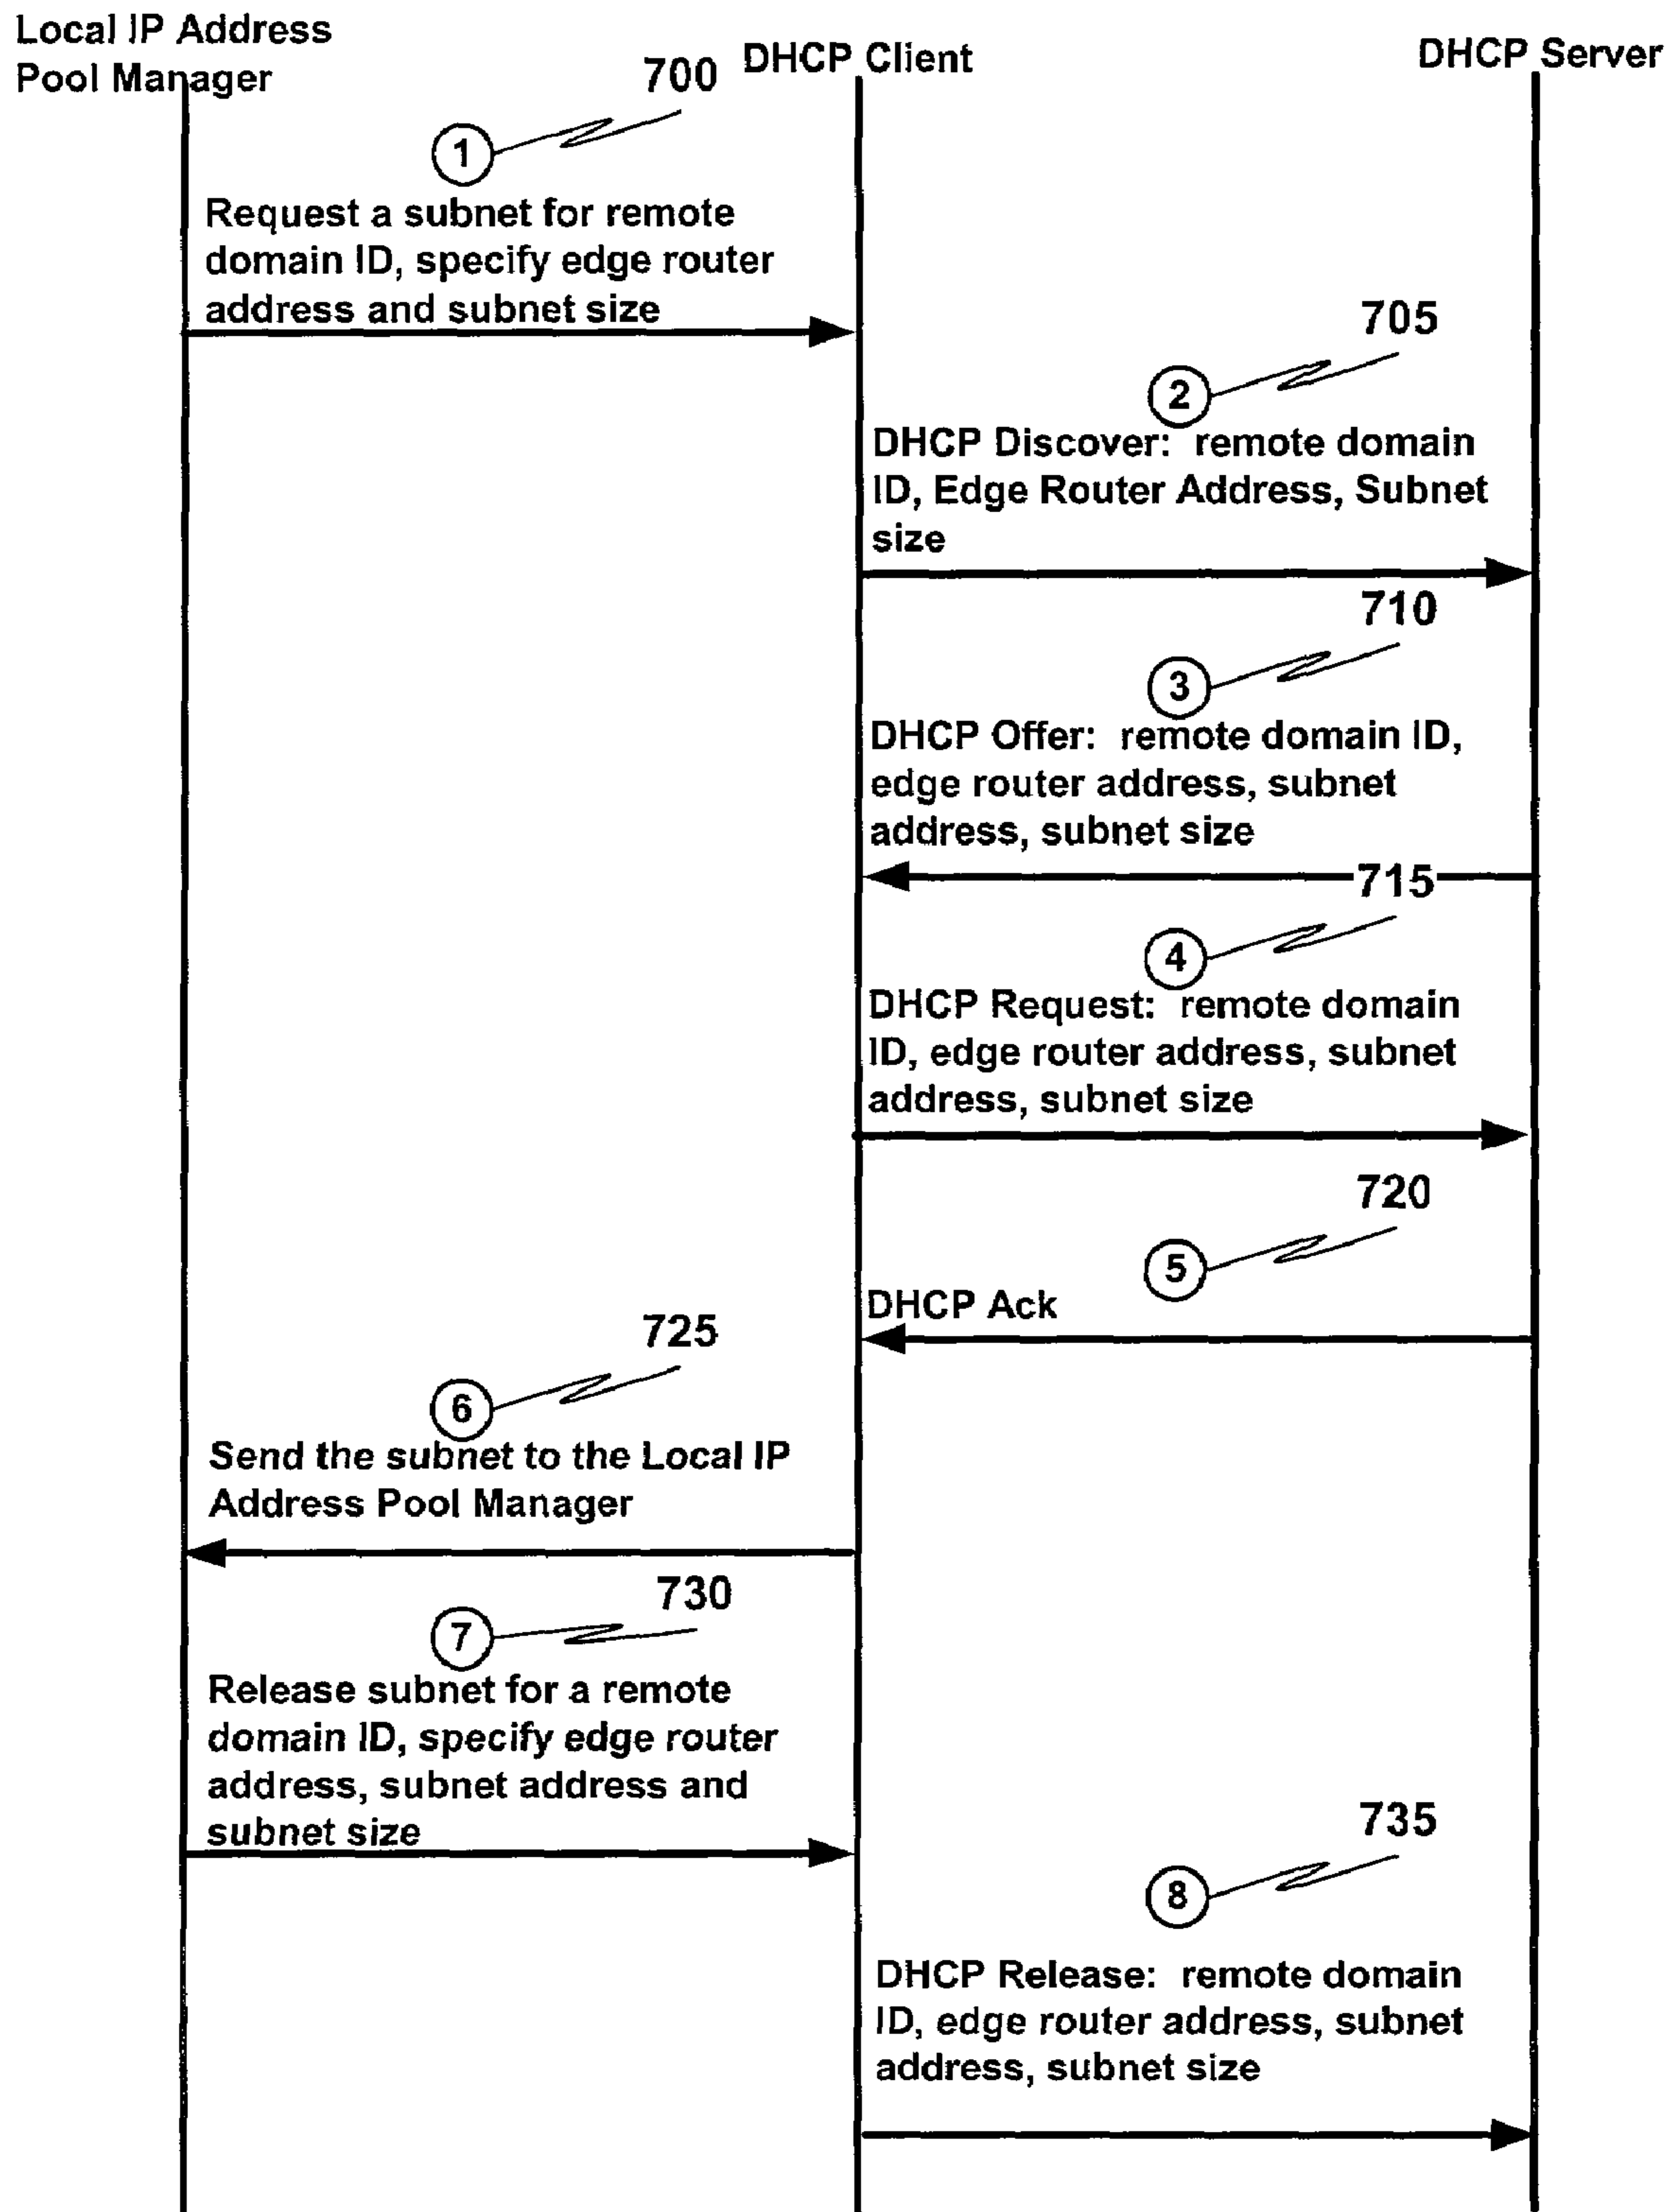 Local IP Address
Pool Manager
DHCP Client
DHCP Server
700
1
Request a subnet for remote
domain ID, specify edge router
address and subnet size
705
2
DHCP Discover: remote domain
ID, Edge Router Address, Subnet
size
710
3
DHCP Offer: remote domain ID,
edge router address, subnet
address, subnet size
715
4
DHCP Request: remote domain
ID, edge router address, subnet
address, subnet size
720
5
DHCP Ack
725
6
Send the subnet to the Local IP
Address Pool Manager
730
7
Release subnet for a remote
domain ID, specify edge router
address, subnet address and
subnet size
735
8
DHCP Release: remote domain
ID, edge router address, subnet
address, subnet size